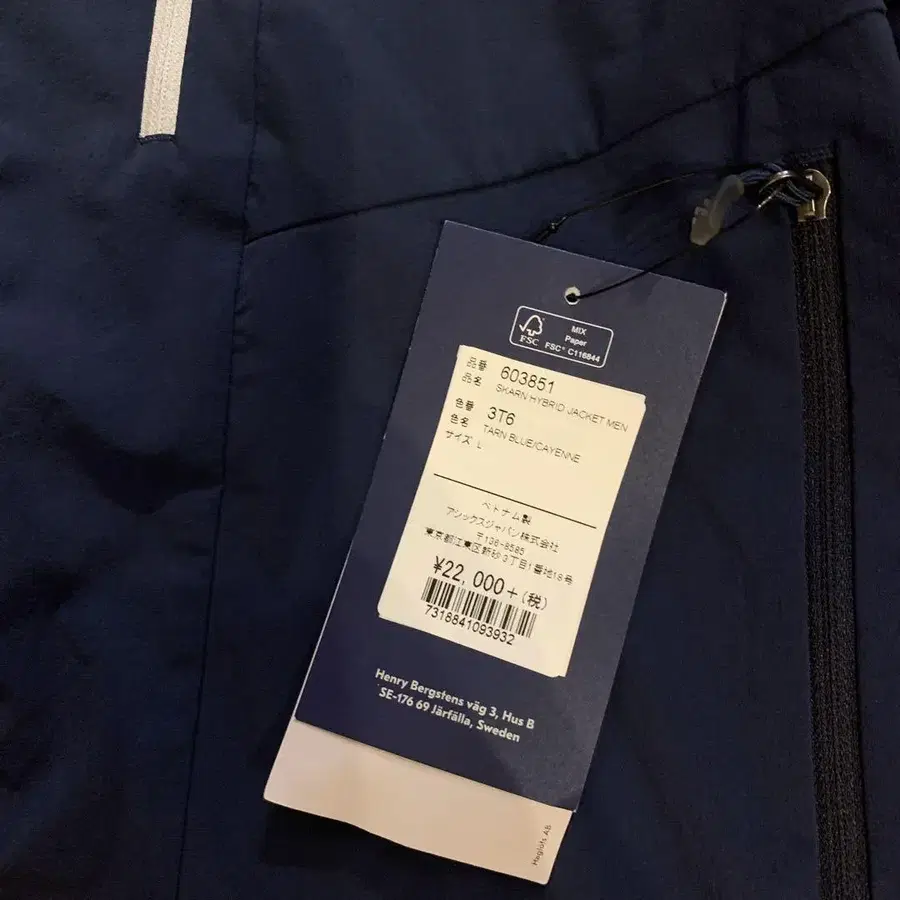 FSC
MIX
Paper
FSC® C116844
品番 603851
品名 SKARN HYBRID JACKET MEN
色番 3T6
色名 TARN BLUE/CAYENNE
サイズ L
ベトナム製
アシックスジャパン株式会社
〒136-8585
東京都江東区新砂3丁目1番地18号
¥22,000+(税)
7318841093932
Henry Bergstens väg 3, Hus B
SE-176 69 Järfälla, Sweden
Haglöfs AB